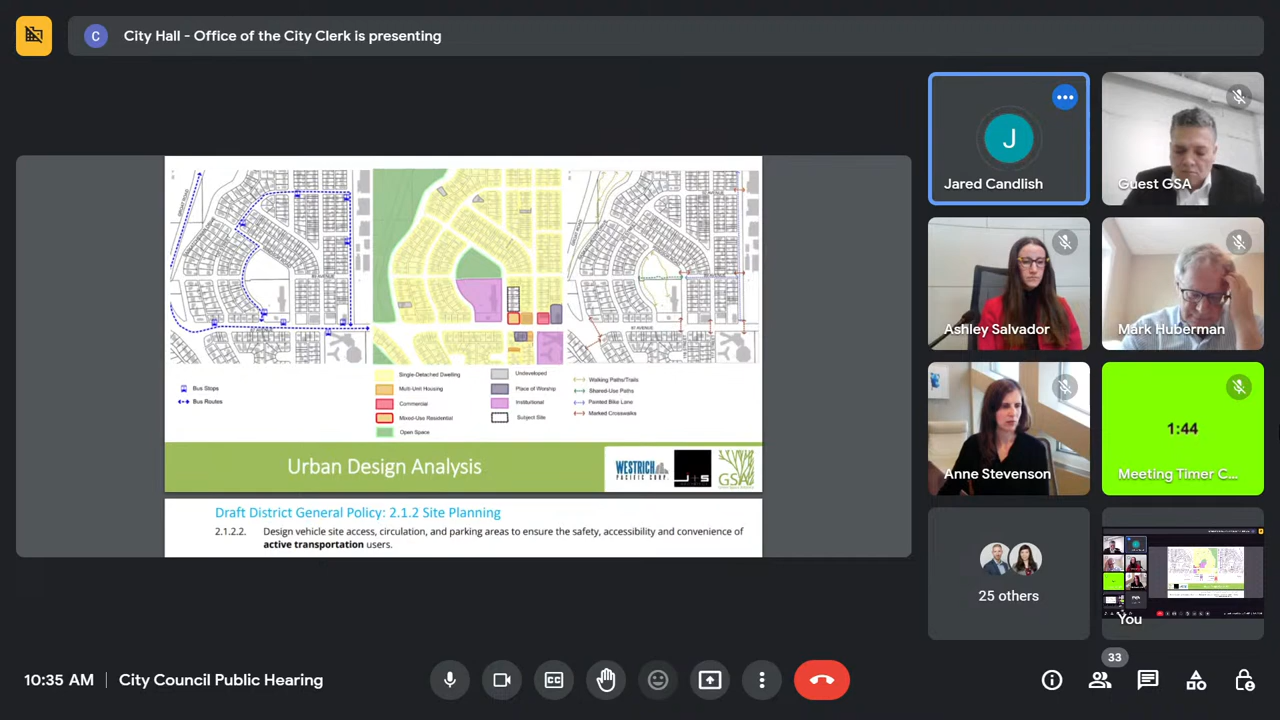 C
City Hall - Office of the City Clerk is presenting
J
Jared Candlish
Guest GSA
Ashley Salvador
Mark Huberman
Anne Stevenson
1:44
Meeting Timer C...
25 others
You
87 AVENUE
Bus Stops
Bus Routes
Single-Detached Dwelling
Multi-Unit Housing
Commercial
Mixed-Use Residential
Open Space
Undeveloped
Place of Worship
Institutional
Subject Site
Walking Paths/Trails
Shared-Use Paths
Painted Bike Lane
Marked Crosswalks
Urban Design Analysis
WESTRICH
PACIFIC CORP.
GSA
Draft District General Policy: 2.1.2 Site Planning
2.1.2.2. Design vehicle site access, circulation, and parking areas to ensure the safety, accessibility and convenience of
active transportation users.
10:35 AM
City Council Public Hearing
33